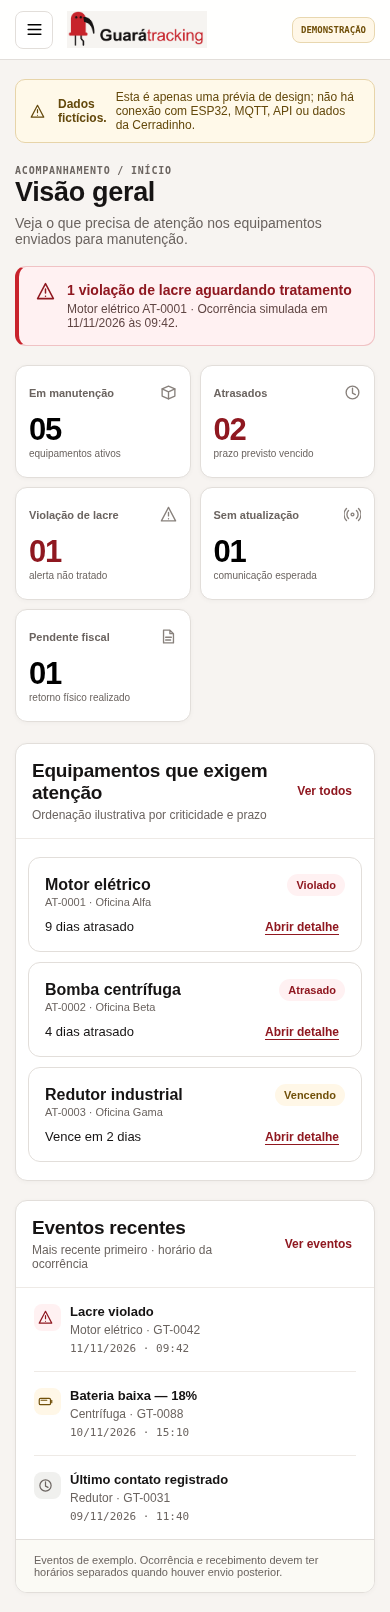 Guarátracking
DEMONSTRAÇÃO
Dados fictícios.
Esta é apenas uma prévia de design; não há
conexão com ESP32, MQTT, API ou dados
da Cerradinho.
ACOMPANHAMENTO / INÍCIO
Visão geral
Veja o que precisa de atenção nos equipamentos
enviados para manutenção.
1 violação de lacre aguardando tratamento
Motor elétrico AT-0001 · Ocorrência simulada em
11/11/2026 às 09:42.
Em manutenção
05
equipamentos ativos
Atrasados
02
prazo previsto vencido
Violação de lacre
01
alerta não tratado
Sem atualização
01
comunicação esperada
Pendente fiscal
01
retorno físico realizado
Equipamentos que exigem
atenção
Ordenação ilustrativa por criticidade e prazo
Ver todos
Motor elétrico
Violado
AT-0001 · Oficina Alfa
9 dias atrasado
Abrir detalhe
Bomba centrífuga
Atrasado
AT-0002 · Oficina Beta
4 dias atrasado
Abrir detalhe
Redutor industrial
Vencendo
AT-0003 · Oficina Gama
Vence em 2 dias
Abrir detalhe
Eventos recentes
Mais recente primeiro · horário da
ocorrência
Ver eventos
Lacre violado
Motor elétrico · GT-0042
11/11/2026 · 09:42
Bateria baixa — 18%
Centrífuga · GT-0088
10/11/2026 · 15:10
Último contato registrado
Redutor · GT-0031
09/11/2026 · 11:40
Eventos de exemplo. Ocorrência e recebimento devem ter
horários separados quando houver envio posterior.